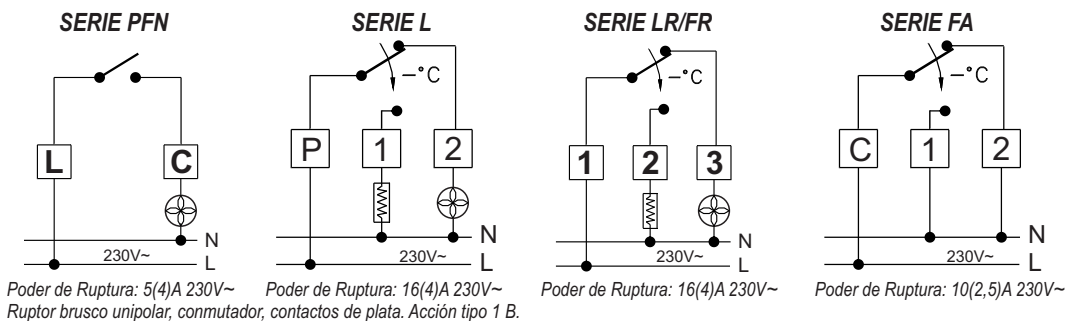 SERIE PFN SERIE L SERIE LR/FR SERIE FA
–°C –°C –°C
L C P 1 2 1 2 3 C 1 2
N N N N
230V~ 230V~ 230V~ 230V~
L L L L
Poder de Ruptura: 5(4)A 230V~ Poder de Ruptura: 16(4)A 230V~ Poder de Ruptura: 16(4)A 230V~ Poder de Ruptura: 10(2,5)A 230V~
Ruptor brusco unipolar, conmutador, contactos de plata. Acción tipo 1 B.